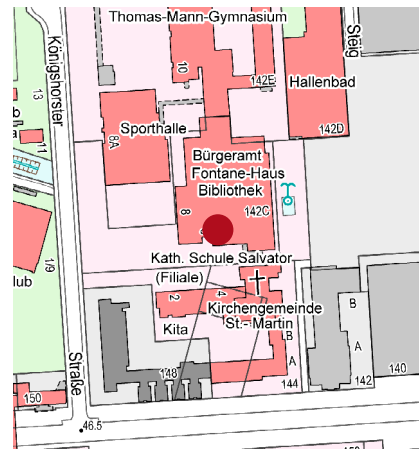 Thomas-Mann-Gymnasium
Königshorster
Steig
13
10
142E
Hallenbad
11
Sporthalle
8A
142D
Bürgeramt
Fontane-Haus
Bibliothek
8
142C
1/9
Kath. Schule Salvator
(Filiale)
lub
2
4
Kirchengemeinde
St.- Martin
Kita
B
B
A
A
148
144
142
140
Straße
150
46.5